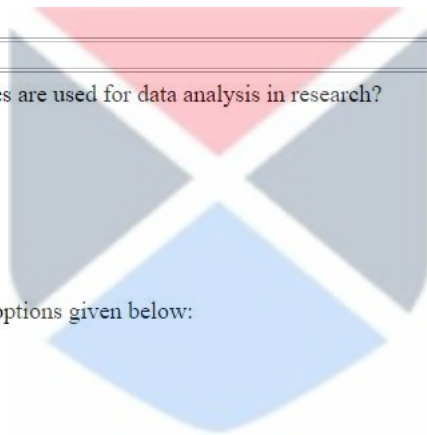 es are used for data analysis in research?
options given below: